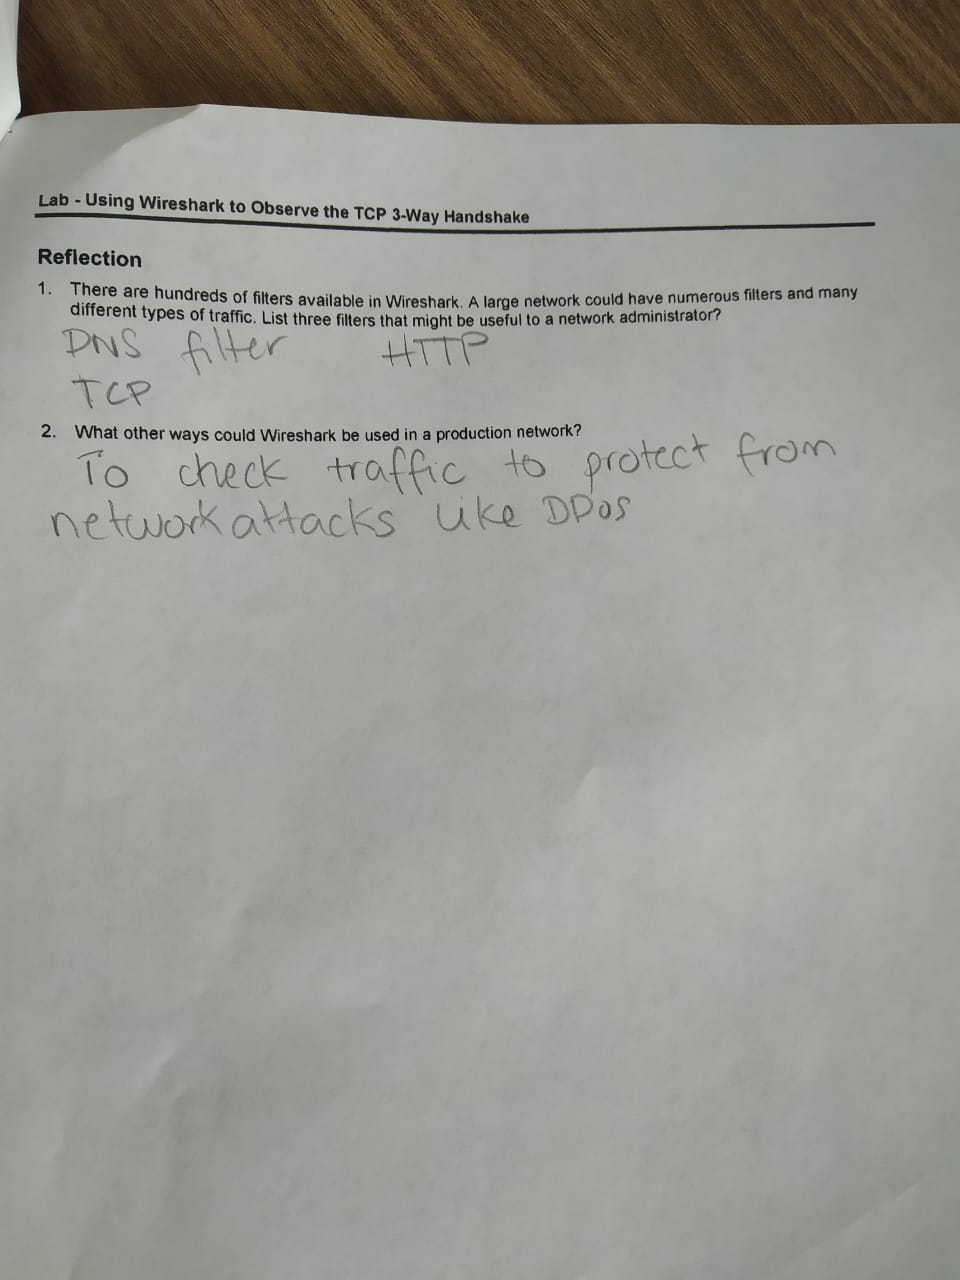 Lab - Using Wireshark to Observe the TCP 3-Way Handshake
Reflection
1. There are hundreds of filters available in Wireshark. A large network could have numerous filters and many
different types of traffic. List three filters that might be useful to a network administrator?
DNS filter HTTP
TCP
2. What other ways could Wireshark be used in a production network?
To check traffic to protect from
network attacks like DDos